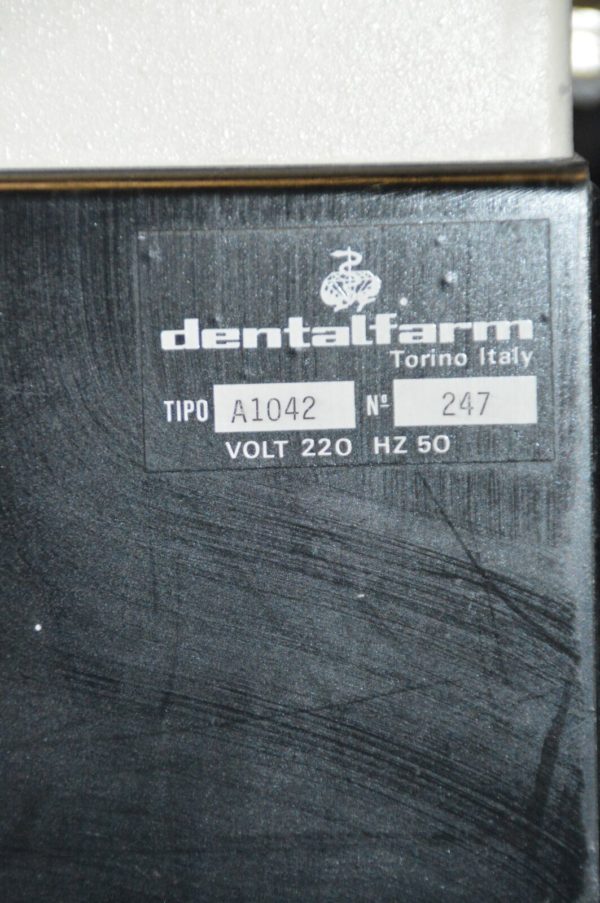 dentalfarm
Torino Italy
TIPO A1042 Nº 247
VOLT 220 HZ 50